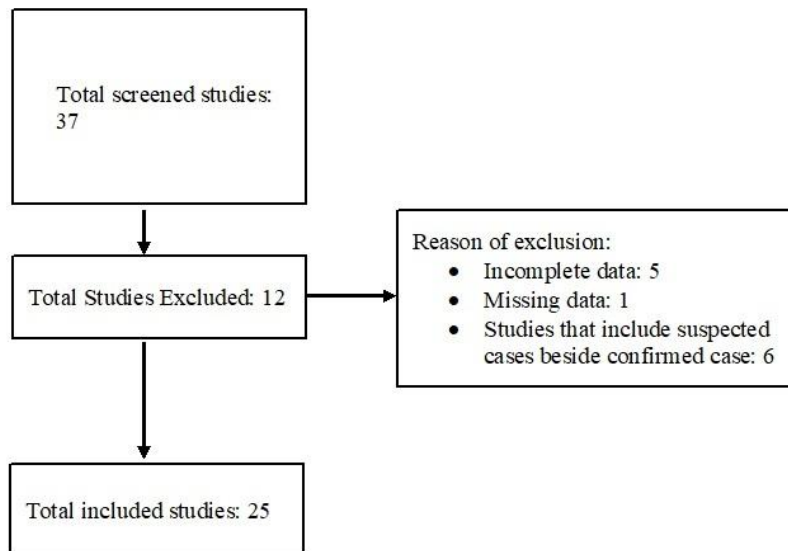 Total screened studies:
37
Total Studies Excluded: 12
Reason of exclusion:
• Incomplete data: 5
• Missing data: 1
• Studies that include suspected
cases beside confirmed case: 6
Total included studies: 25